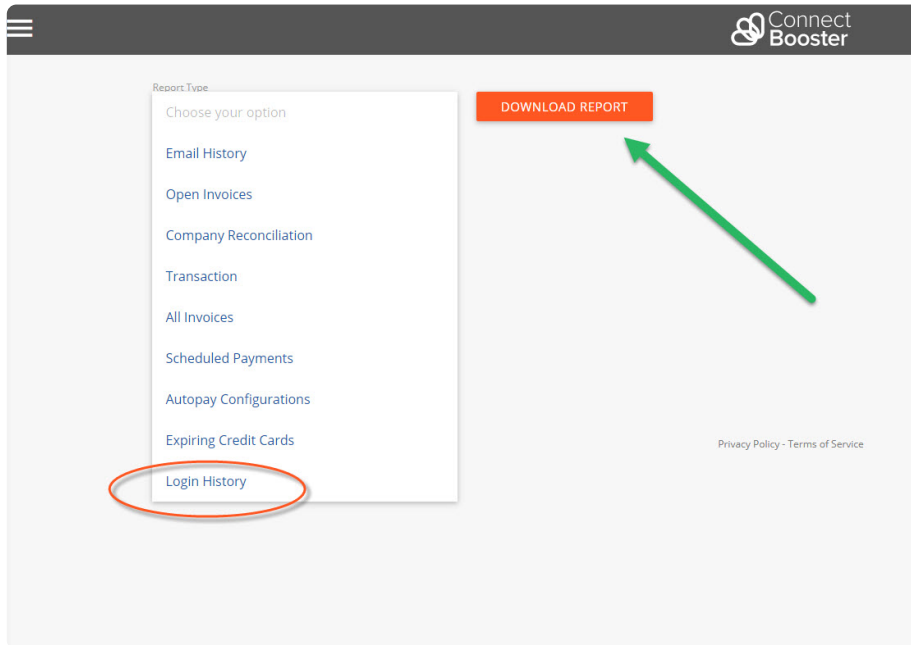 Connect
Booster
Report Type
Choose your option
DOWNLOAD REPORT
Email History
Open Invoices
Company Reconciliation
Transaction
All Invoices
Scheduled Payments
Autopay Configurations
Expiring Credit Cards
Privacy Policy - Terms of Service
Login History